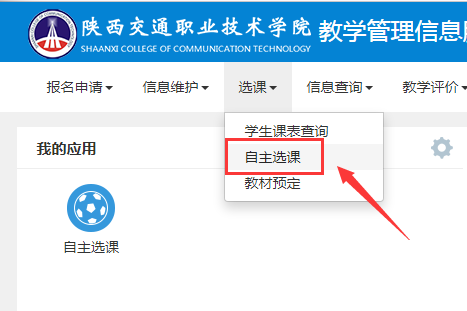 陕西交通职业技术学院
SHAANXI COLLEGE OF COMMUNICATION TECHNOLOGY
教学管理信息
报名申请 信息维护 选课 信息查询 教学评价
学生课表查询
自主选课
教材预定
我的应用
自主选课